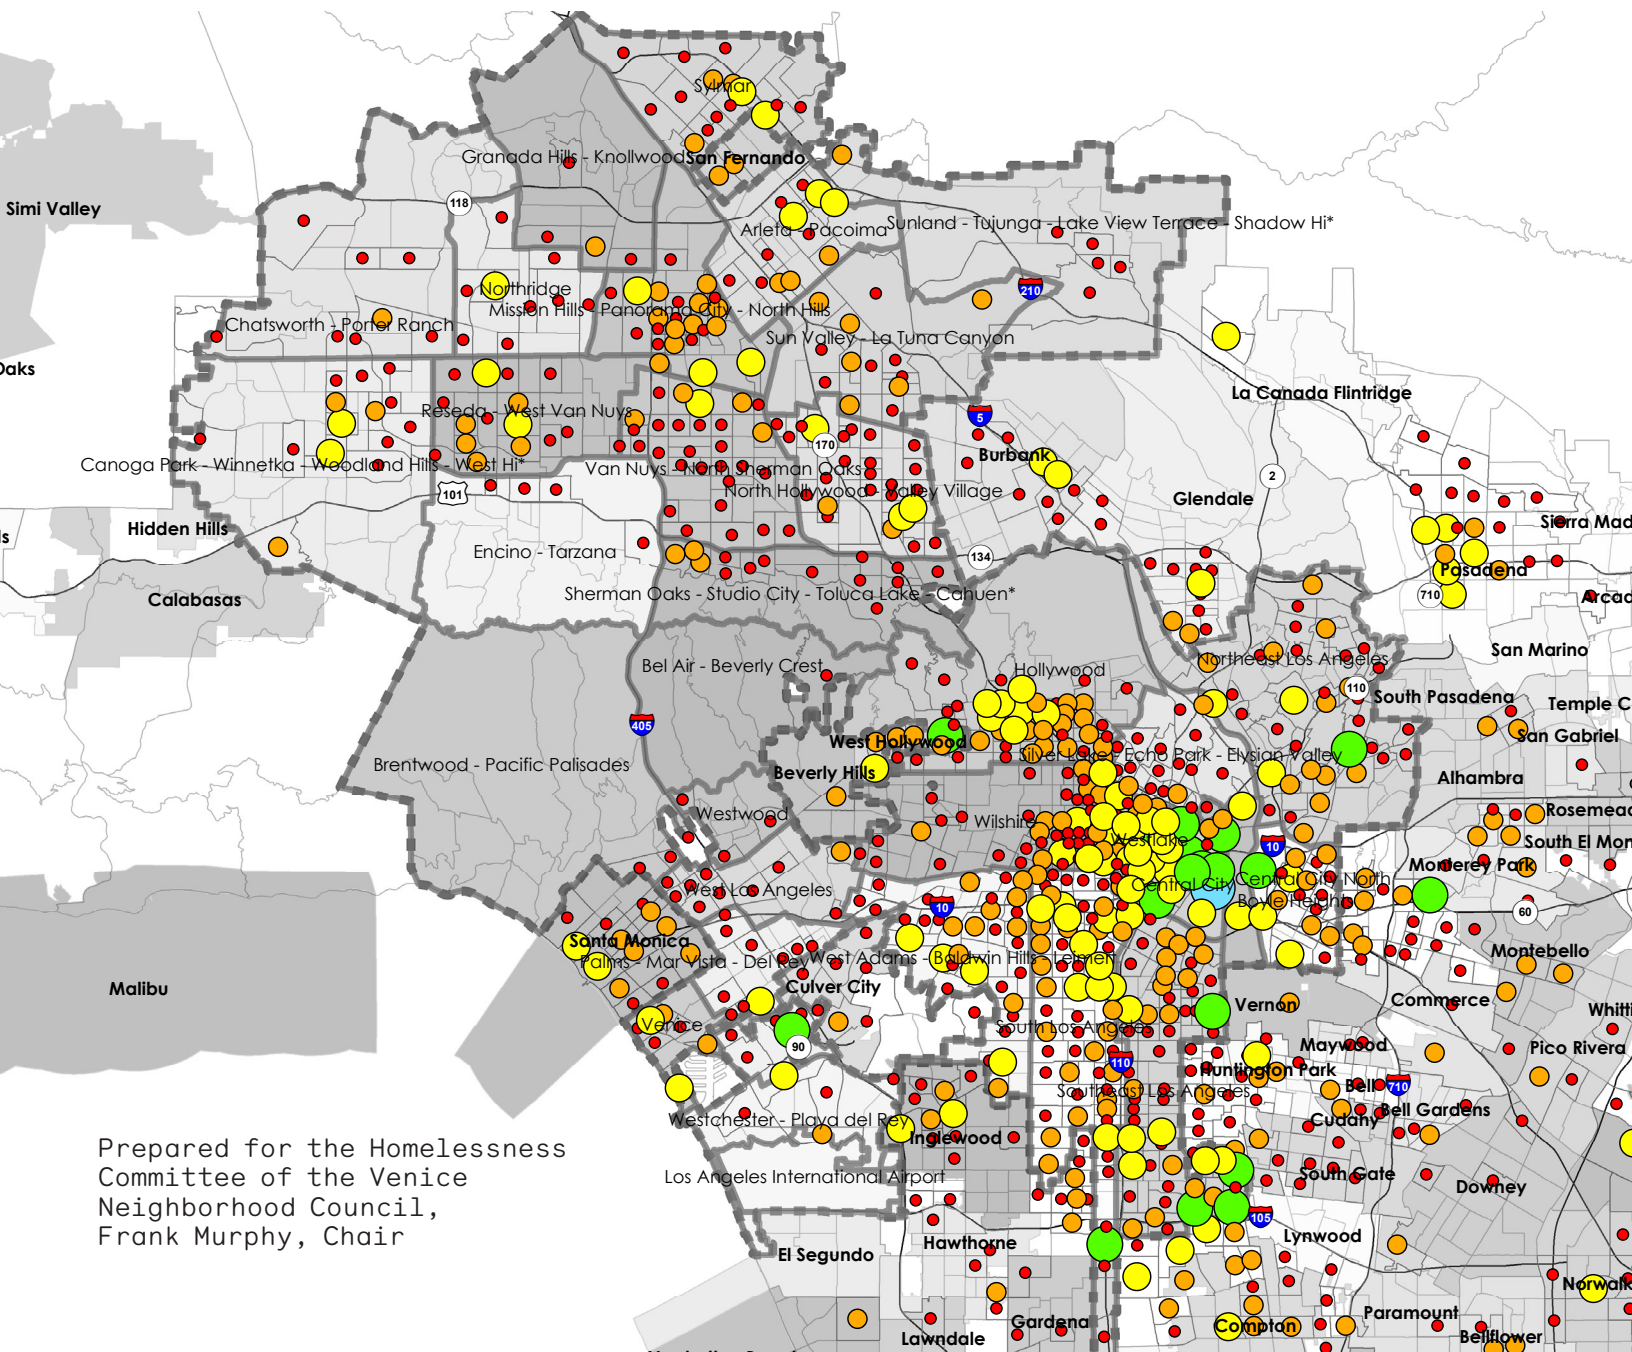 Sylmar
Granada Hills - Knollwood
San Fernando
Simi Valley
118
Arleta - Pacoima
Sunland - Tujunga - Lake View Terrace - Shadow Hi*
210
Northridge
Mission Hills - Panorama City - North Hills
Chatsworth - Porter Ranch
Sun Valley - La Tuna Canyon
Oaks
La Canada Flintridge
Reseda - West Van Nuys
5
170
Burbank
Canoga Park - Winnetka - Woodland Hills - West Hi*
Van Nuys - North Sherman Oaks
2
101
North Hollywood - Valley Village
Glendale
Hidden Hills
Sierra Mad
ls
Encino - Tarzana
134
Pasadena
Calabasas
Sherman Oaks - Studio City - Toluca Lake - Cahuen*
710
Arcad
San Marino
Bel Air - Beverly Crest
Hollywood
Northeast Los Angeles
110
South Pasadena
Temple C
405
West Hollywood
San Gabriel
Silver Lake - Echo Park - Elysian Valley
Brentwood - Pacific Palisades
Beverly Hills
Alhambra
Westwood
Wilshire
Rosemead
Westlake
10
South El Mon
Monterey Park
West Los Angeles
Central City
Central City North
10
Boyle Heights
60
Santa Monica
Palms - Mar Vista - Del Rey
West Adams - Baldwin Hills - Leimert
Montebello
Malibu
Culver City
Vernon
Commerce
Whitti
Venice
South Los Angeles
90
Maywood
Pico Rivera
110
Huntington Park
Southeast Los Angeles
Bell
710
Bell Gardens
Cudahy
Westchester - Playa del Rey
Inglewood
Prepared for the Homelessness
Committee of the Venice
Neighborhood Council,
Frank Murphy, Chair
Los Angeles International Airport
South Gate
Downey
105
Lynwood
Hawthorne
El Segundo
Norwalk
Paramount
Gardena
Compton
Lawndale
Bellflower